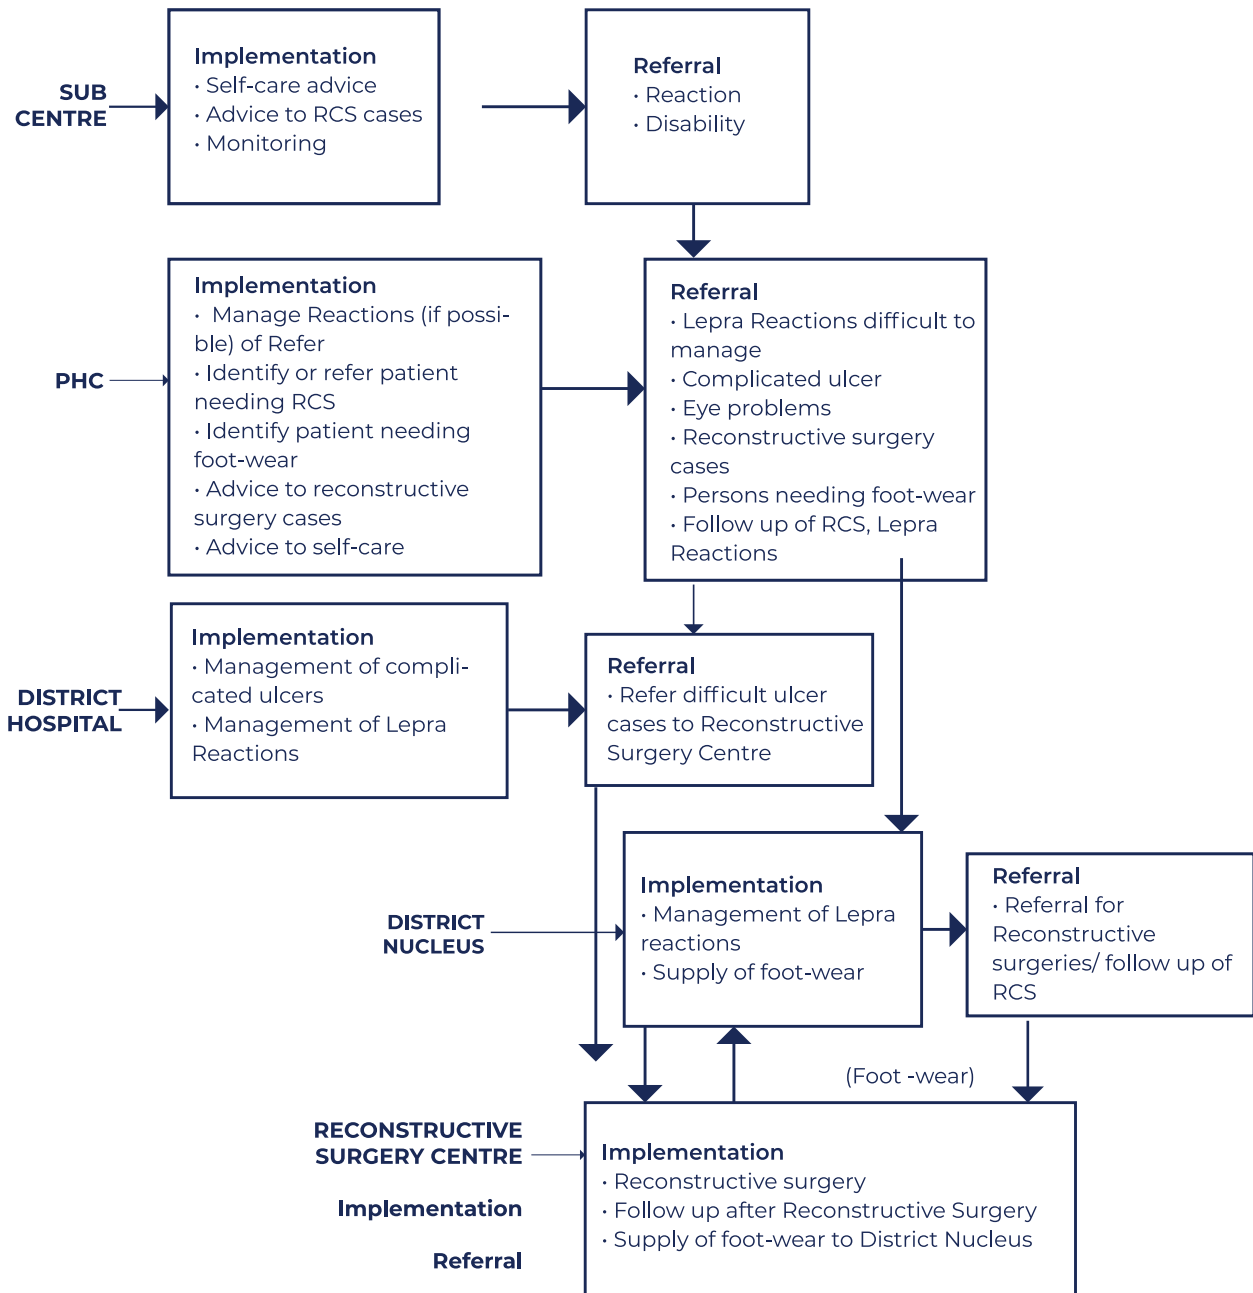 SUB
CENTRE
Implementation
· Self-care advice
· Advice to RCS cases
· Monitoring
Referral
· Reaction
· Disability
PHC
Implementation
· Manage Reactions (if possi-
ble) of Refer
· Identify or refer patient
needing RCS
· Identify patient needing
foot-wear
· Advice to reconstructive
surgery cases
· Advice to self-care
Referral
· Lepra Reactions difficult to
manage
· Complicated ulcer
· Eye problems
· Reconstructive surgery
cases
· Persons needing foot-wear
· Follow up of RCS, Lepra
Reactions
DISTRICT
HOSPITAL
Implementation
· Management of compli-
cated ulcers
· Management of Lepra
Reactions
Referral
· Refer difficult ulcer
cases to Reconstructive
Surgery Centre
DISTRICT
NUCLEUS
Implementation
· Management of Lepra
reactions
· Supply of foot-wear
Referral
· Referral for
Reconstructive
surgeries/ follow up of
RCS
(Foot -wear)
RECONSTRUCTIVE
SURGERY CENTRE
Implementation
Referral
Implementation
· Reconstructive surgery
· Follow up after Reconstructive Surgery
· Supply of foot-wear to District Nucleus